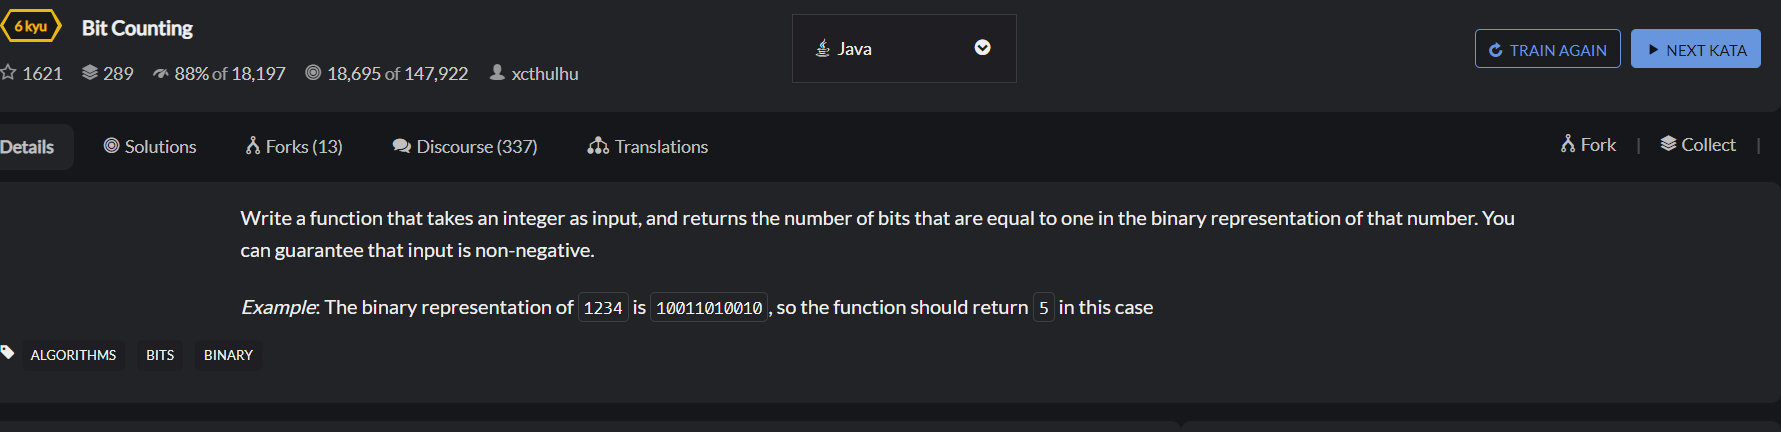 6 kyu Bit Counting
Java
TRAIN AGAIN NEXT KATA
1621 289 88% of 18,197 18,695 of 147,922 xcthulhu
Details Solutions Forks (13) Discourse (337) Translations Fork | Collect |
Write a function that takes an integer as input, and returns the number of bits that are equal to one in the binary representation of that number. You
can guarantee that input is non-negative.
Example: The binary representation of 1234 is 10011010010, so the function should return 5 in this case
ALGORITHMS BITS BINARY